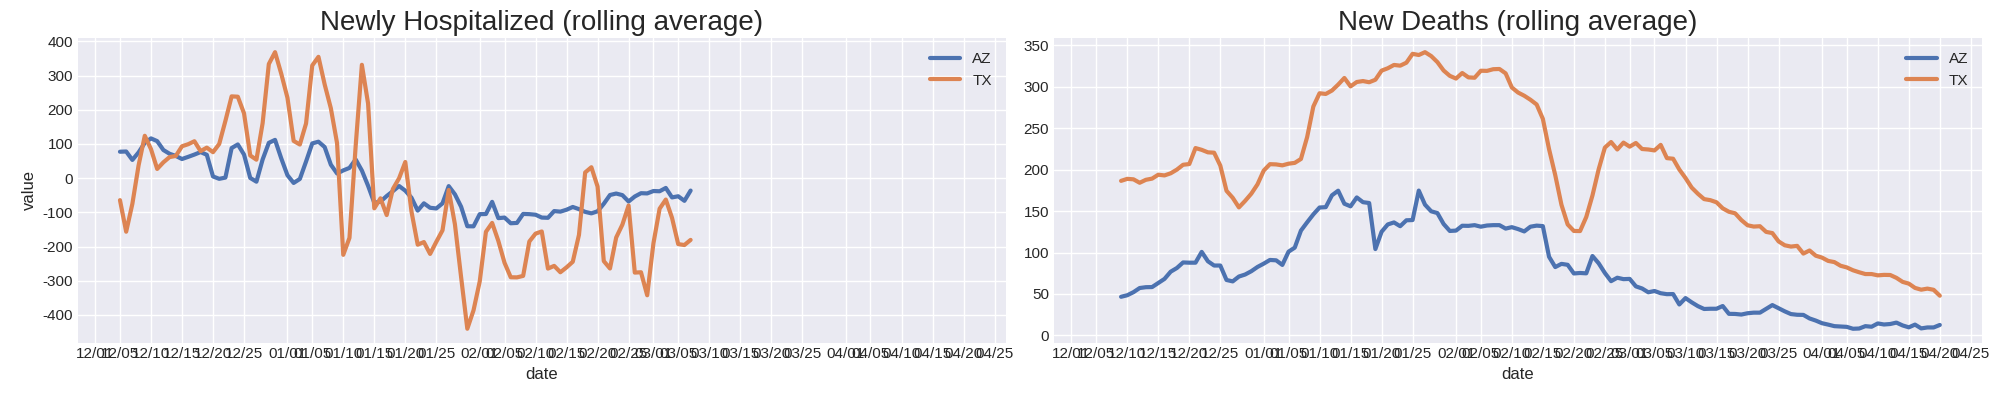 Newly Hospitalized (rolling average)
400
300
200
100
0
-100
-200
-300
-400
value
12/01 12/05 12/10 12/15 12/20 12/25 01/01 01/05 01/10 01/15 01/20 01/25 02/01 02/05 02/10 02/15 02/20 02/25 03/01 03/05 03/10 03/15 03/20 03/25 04/01 04/05 04/10 04/15 04/20 04/25
date
AZ
TX
New Deaths (rolling average)
350
300
250
200
150
100
50
0
12/01 12/05 12/10 12/15 12/20 12/25 01/01 01/05 01/10 01/15 01/20 01/25 02/01 02/05 02/10 02/15 02/20 02/25 03/01 03/05 03/10 03/15 03/20 03/25 04/01 04/05 04/10 04/15 04/20 04/25
date
AZ
TX